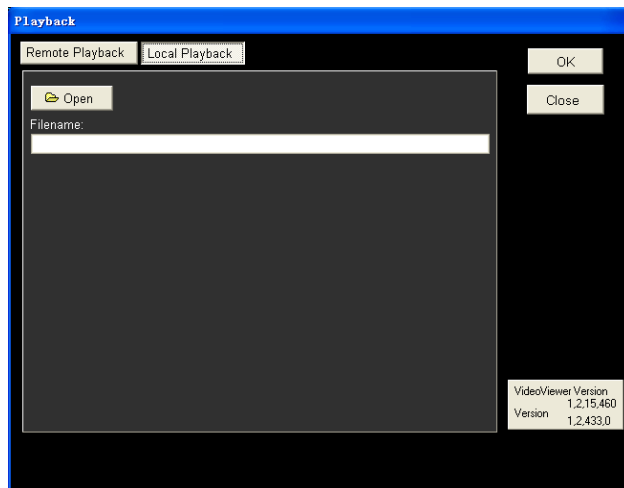 Playback
Remote Playback
Local Playback
OK
Open
Close
Filename:
VideoViewer Version
1,2,15,460
Version
1,2,433,0